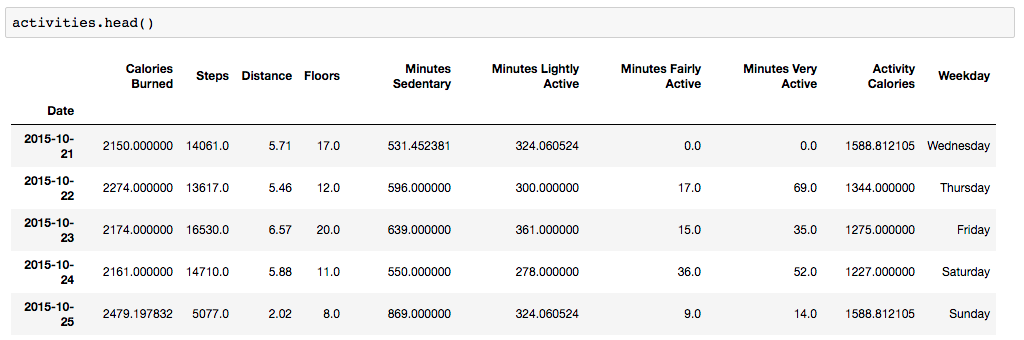 activities.head()
Calories Burned Steps Distance Floors Minutes Sedentary Minutes Lightly Active Minutes Fairly Active Minutes Very Active Activity Calories Weekday
Date
2015-10-21 2150.000000 14061.0 5.71 17.0 531.452381 324.060524 0.0 0.0 1588.812105 Wednesday
2015-10-22 2274.000000 13617.0 5.46 12.0 596.000000 300.000000 17.0 69.0 1344.000000 Thursday
2015-10-23 2174.000000 16530.0 6.57 20.0 639.000000 361.000000 15.0 35.0 1275.000000 Friday
2015-10-24 2161.000000 14710.0 5.88 11.0 550.000000 278.000000 36.0 52.0 1227.000000 Saturday
2015-10-25 2479.197832 5077.0 2.02 8.0 869.000000 324.060524 9.0 14.0 1588.812105 Sunday